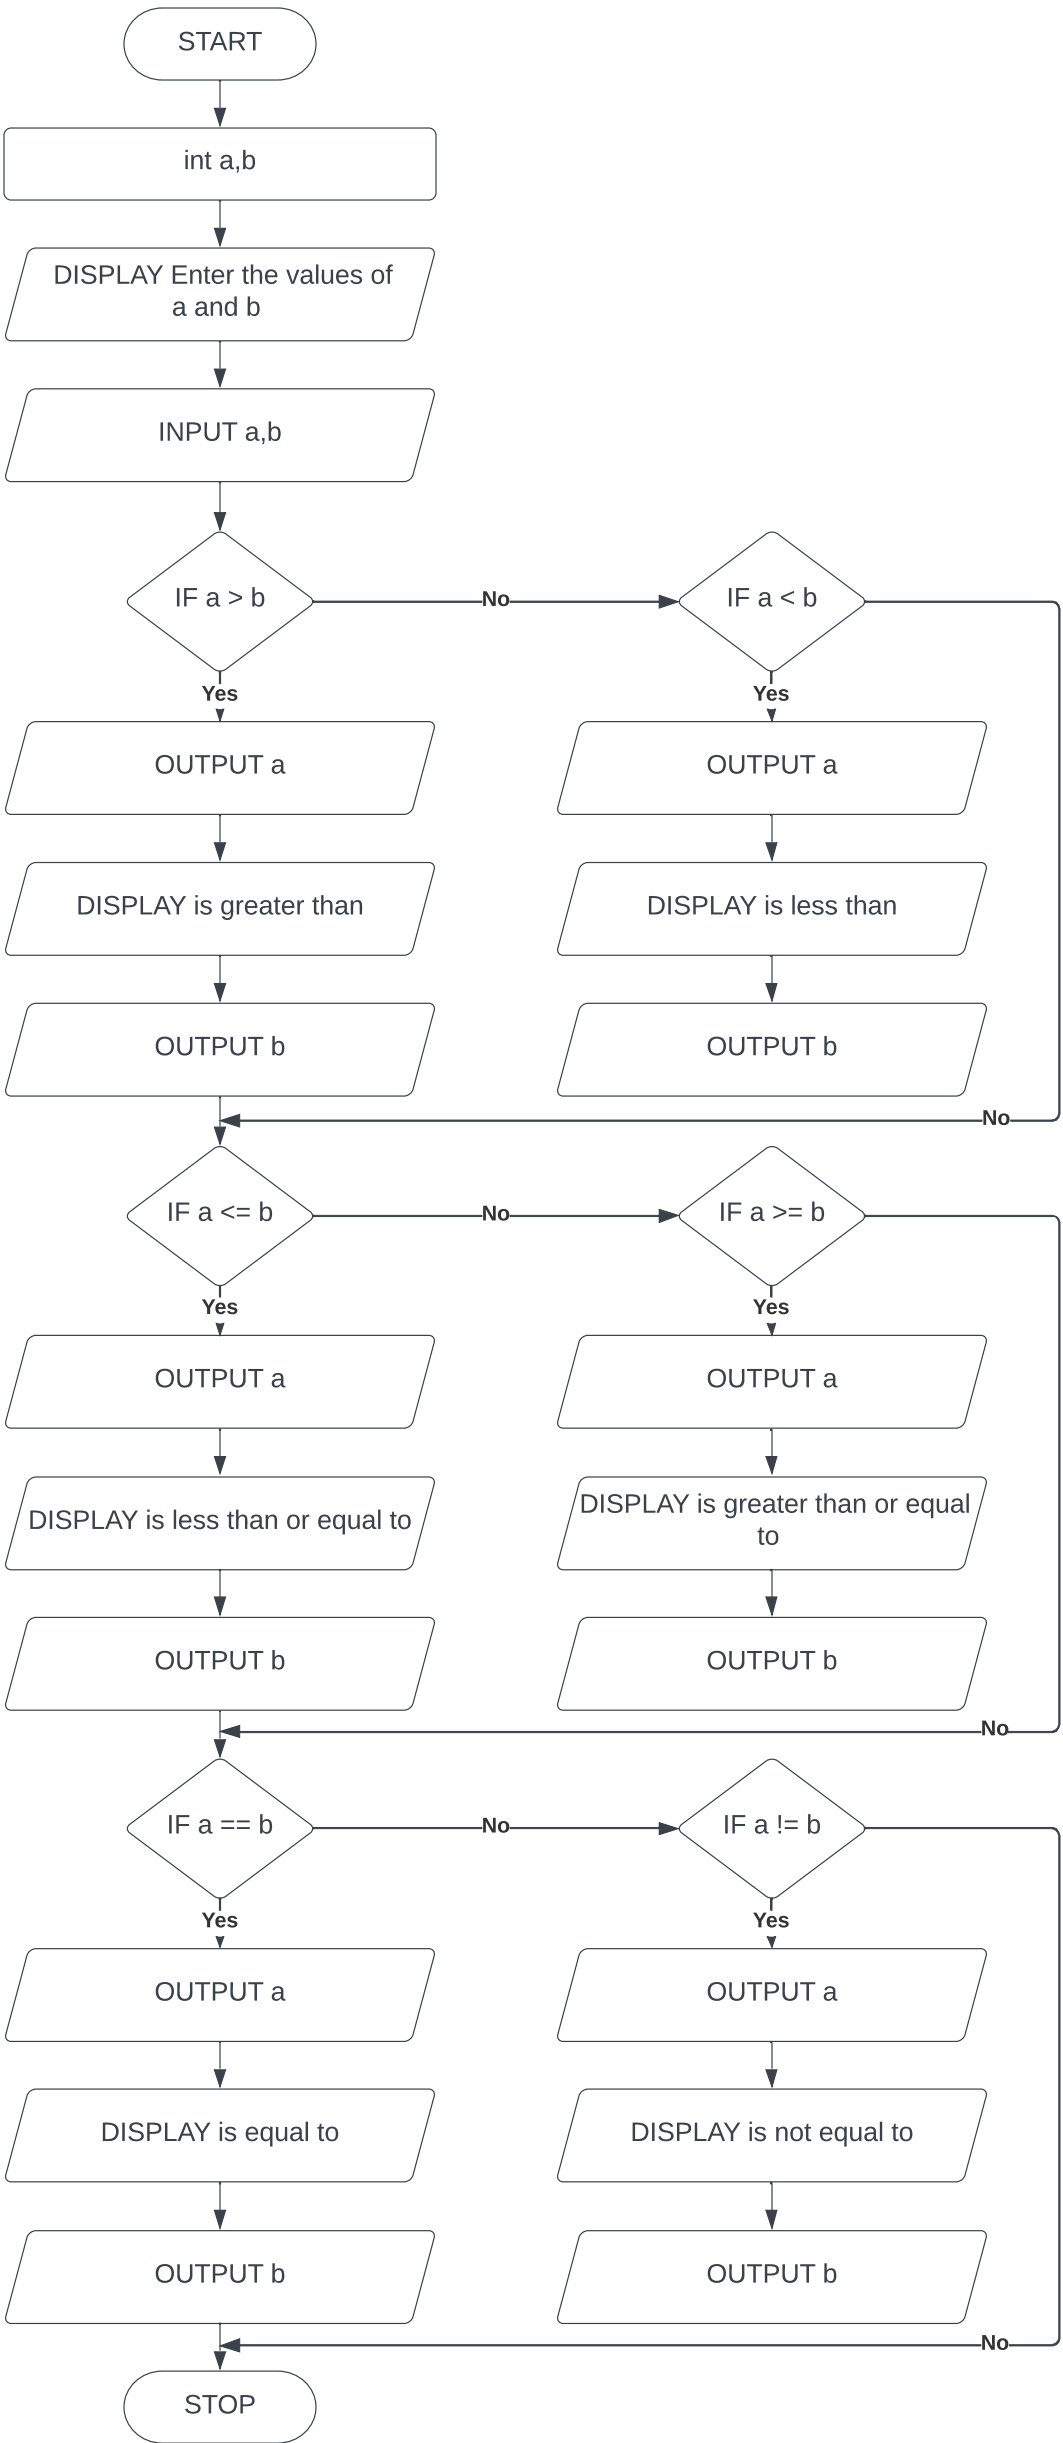 START
int a,b
DISPLAY Enter the values of
a and b
INPUT a,b
IF a > b
No
IF a < b
Yes
Yes
OUTPUT a
OUTPUT a
DISPLAY is greater than
DISPLAY is less than
OUTPUT b
OUTPUT b
No
IF a <= b
No
IF a >= b
Yes
Yes
OUTPUT a
OUTPUT a
DISPLAY is less than or equal to
DISPLAY is greater than or equal
to
OUTPUT b
OUTPUT b
No
IF a == b
No
IF a != b
Yes
Yes
OUTPUT a
OUTPUT a
DISPLAY is equal to
DISPLAY is not equal to
OUTPUT b
OUTPUT b
No
STOP